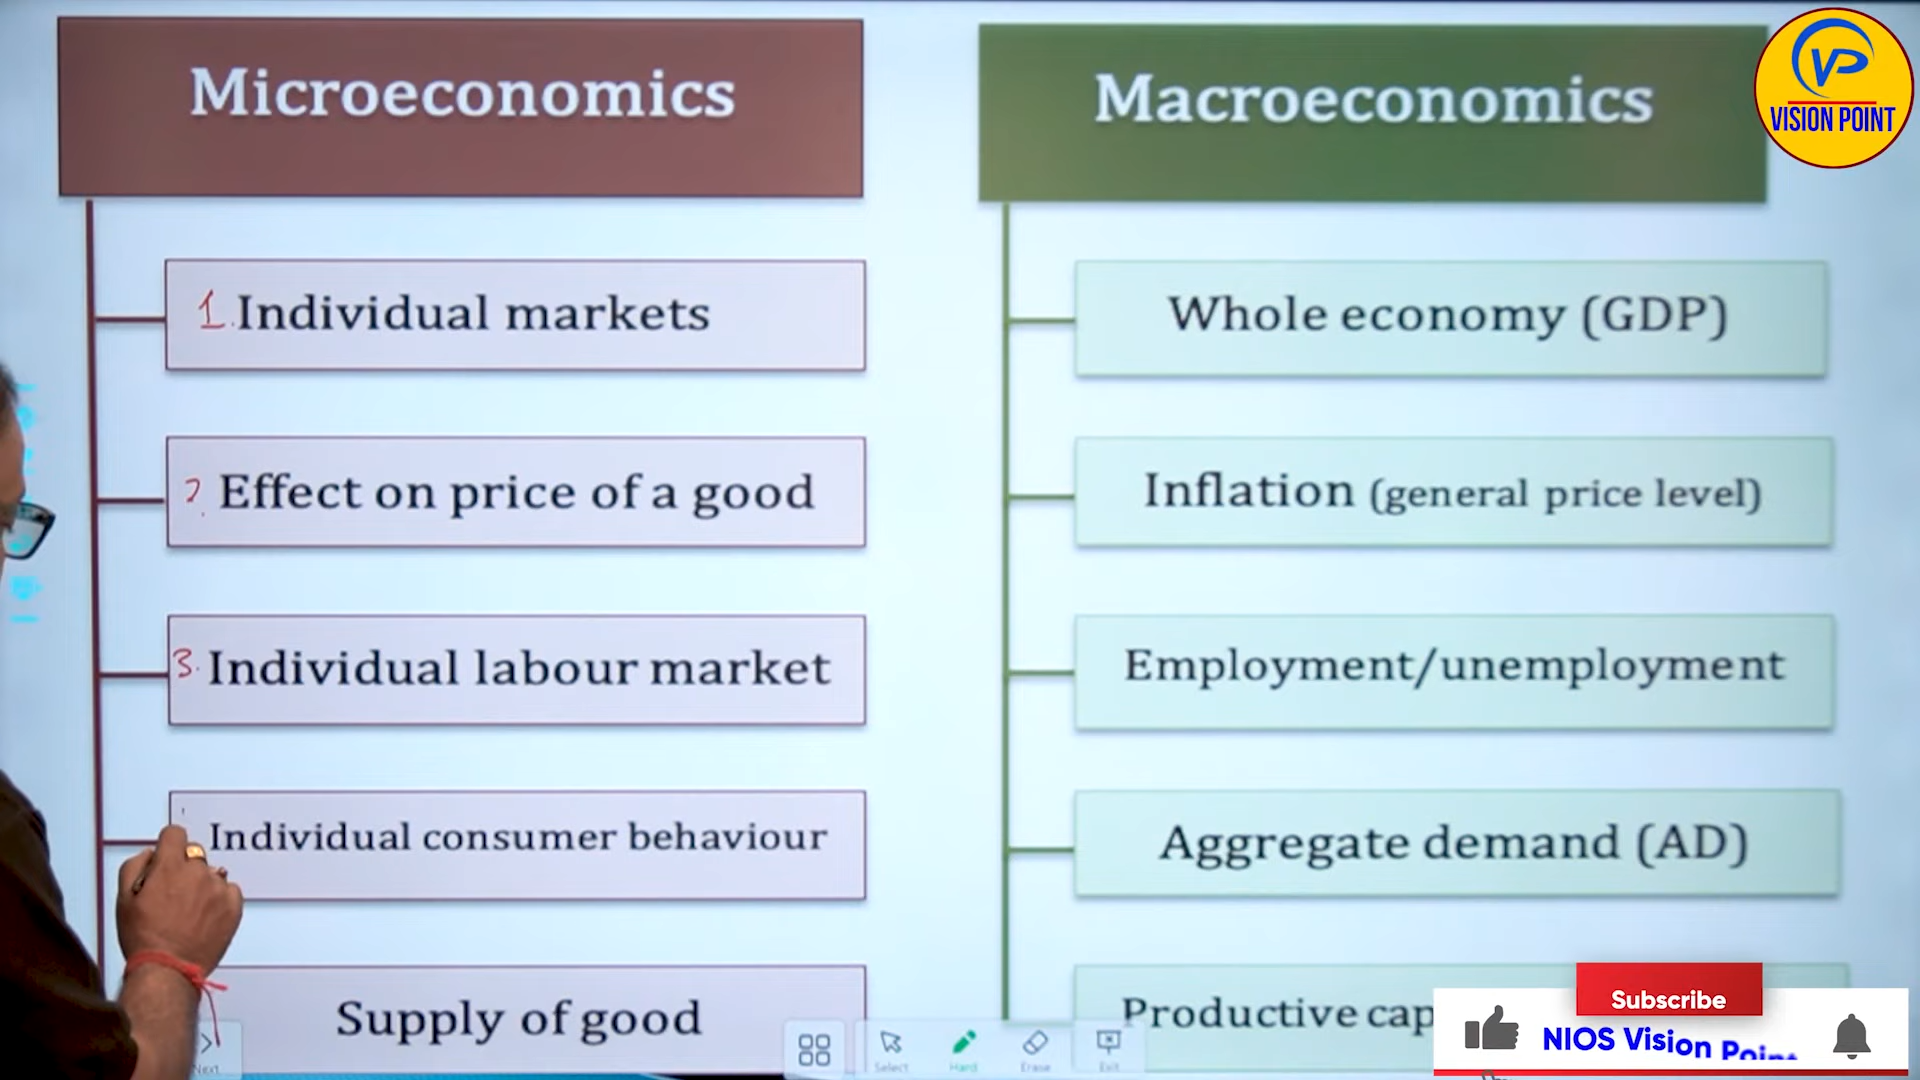 Microeconomics
1. Individual markets
2. Effect on price of a good
3. Individual labour market
Individual consumer behaviour
Supply of good
Macroeconomics
Whole economy (GDP)
Inflation (general price level)
Employment/unemployment
Aggregate demand (AD)
Productive
VP
VISION POINT
Next
Select
Hard
Erase
Exit
Subscribe
NIOS Vision Point